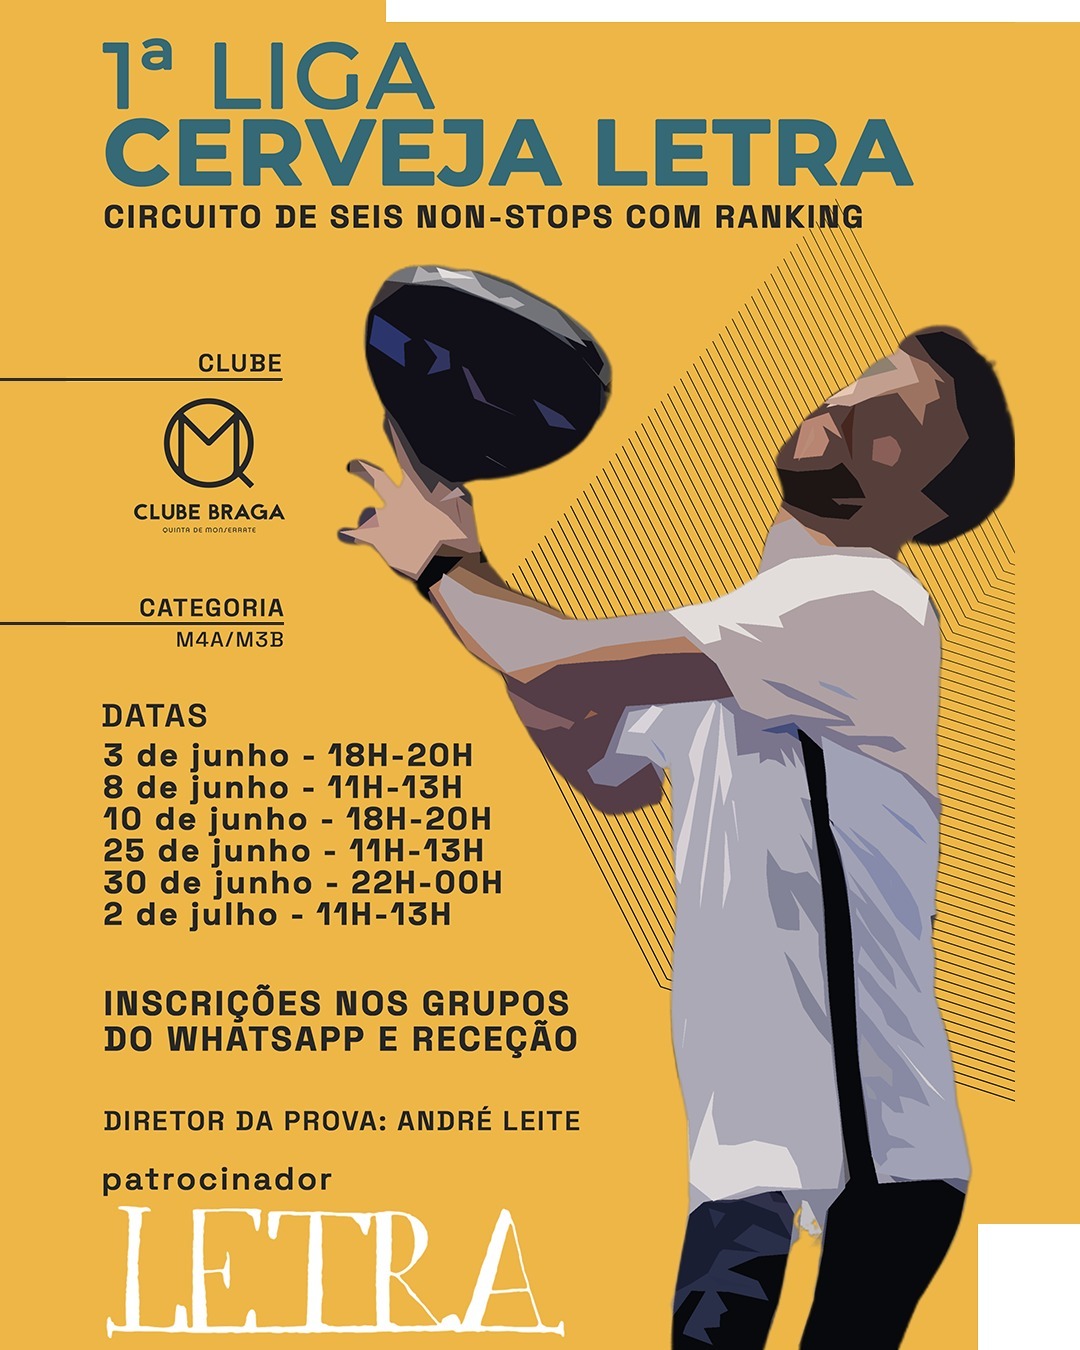 1ª LIGA
CERVEJA LETRA
CIRCUITO DE SEIS NON-STOPS COM RANKING
CLUBE
CLUBE BRAGA
QUINTA DE MONSERRATE
CATEGORIA
M4A/M3B
DATAS
3 de junho - 18H-20H
8 de junho - 11H-13H
10 de junho - 18H-20H
25 de junho - 11H-13H
30 de junho - 22H-00H
2 de julho - 11H-13H
INSCRIÇÕES NOS GRUPOS
DO WHATSAPP E RECEÇÃO
DIRETOR DA PROVA: ANDRÉ LEITE
patrocinador
LETRA